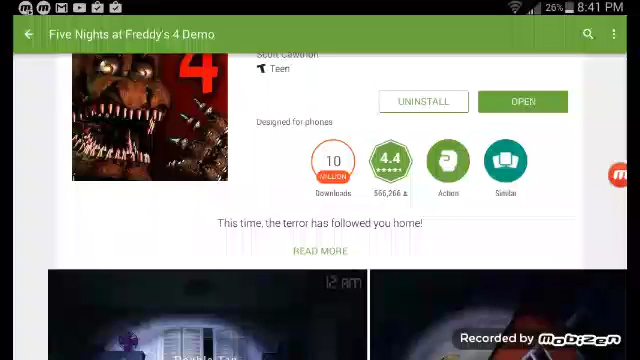 26% 8:41 PM
Five Nights at Freddy's 4 Demo
Scott Cawthon
T Teen
4
UNINSTALL
OPEN
Designed for phones
10
MILLION
4.4
Downloads
566,266
Action
Similar
This time, the terror has followed you home!
READ MORE
12 AM
Double Tap
Recorded by MOBIZEN